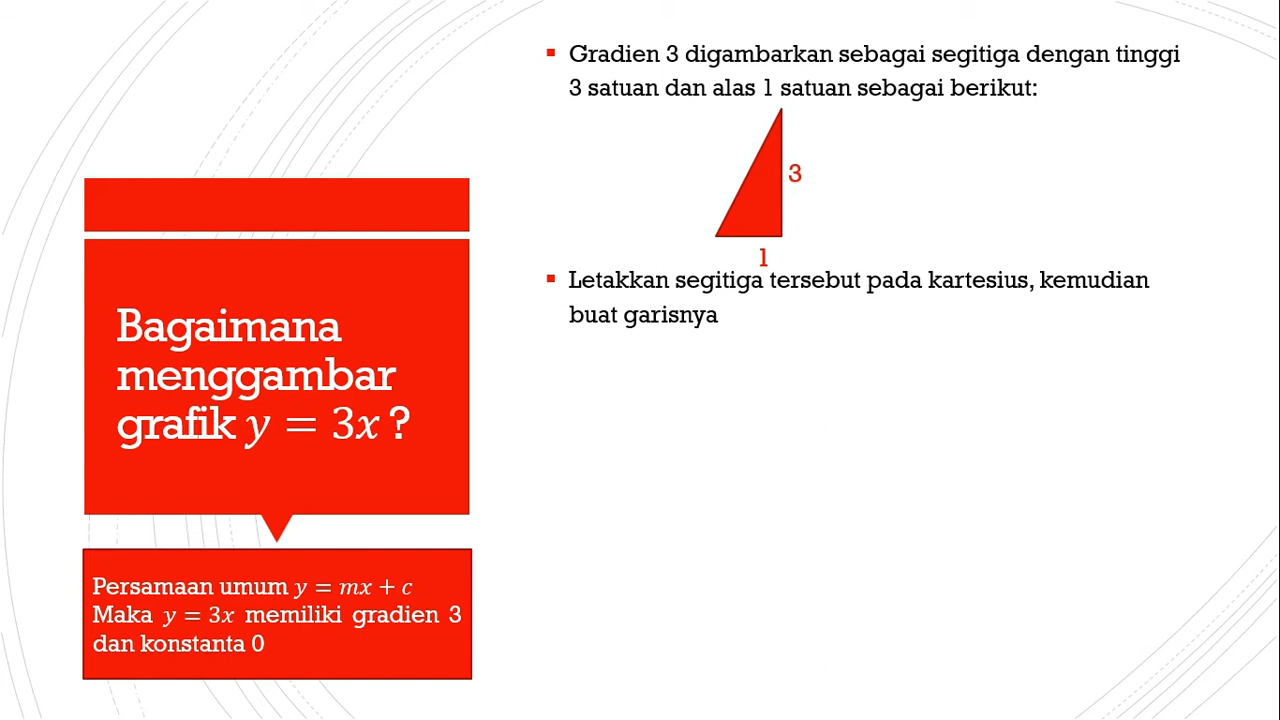 Bagaimana
menggambar
grafik y = 3x ?
Persamaan umum y = mx + c
Maka y = 3x memiliki gradien 3
dan konstanta 0
▪ Gradien 3 digambarkan sebagai segitiga dengan tinggi
3 satuan dan alas 1 satuan sebagai berikut:
3
1
▪ Letakkan segitiga tersebut pada kartesius, kemudian
buat garisnya